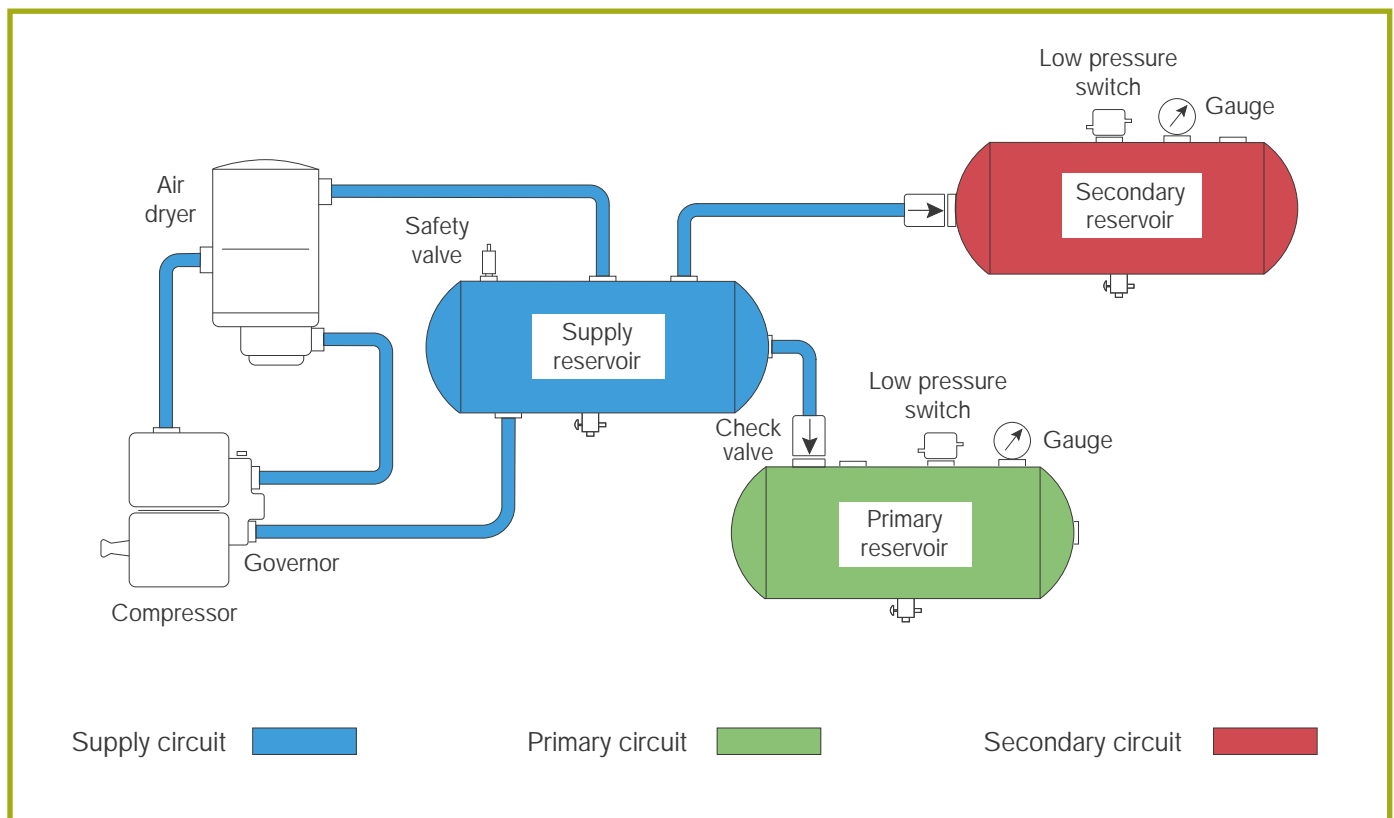 Low pressure
switch
Gauge
Air
dryer
Safety
valve
Secondary
reservoir
Supply
reservoir
Low pressure
switch
Check
valve
Gauge
Primary
reservoir
Governor
Compressor
Supply circuit
Primary circuit
Secondary circuit